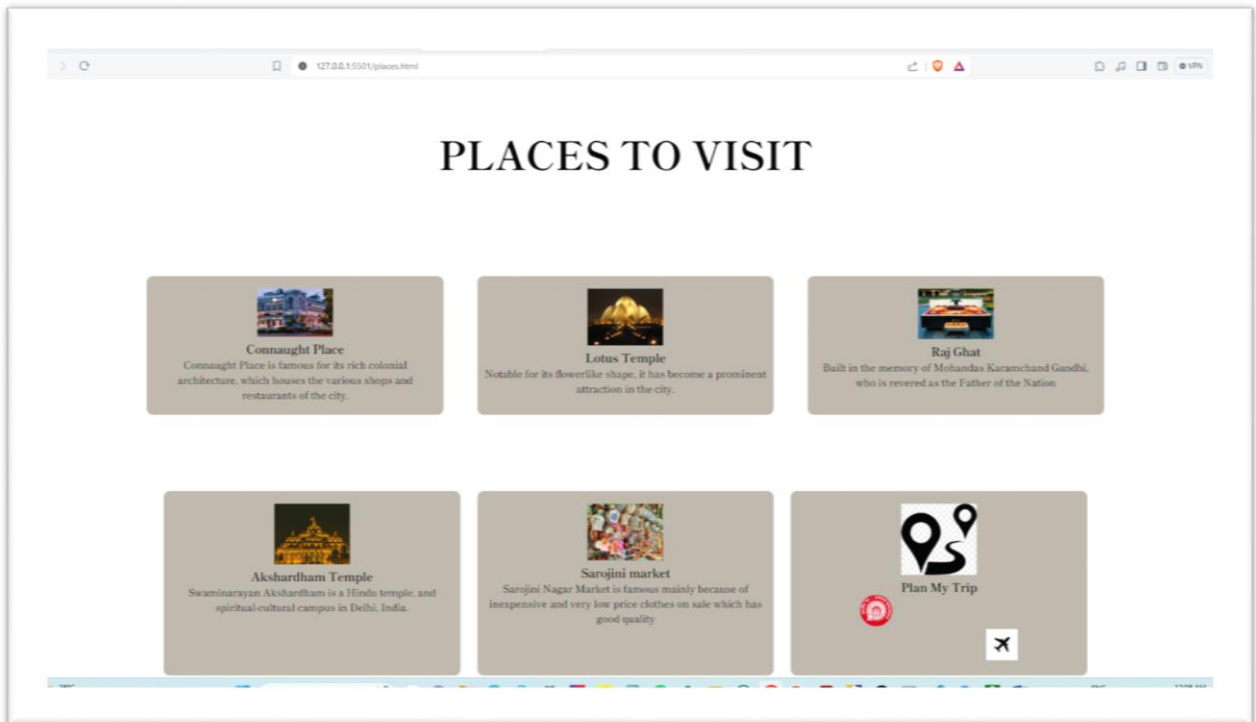 127.0.0.1:5501/places.html
VPN
PLACES TO VISIT
Connaught Place
Connaught Place is famous for its rich colonial
architecture, which houses the various shops and
restaurants of the city.
Lotus Temple
Notable for its flowerlike shape, it has become a prominent
attraction in the city.
Raj Ghat
Built in the memory of Mohandas Karamchand Gandhi,
who is revered as the Father of the Nation
Akshardham Temple
Swaminarayan Akshardham is a Hindu temple, and
spiritual-cultural campus in Delhi, India.
Sarojini market
Sarojini Nagar Market is famous mainly because of
inexpensive and very low price clothes on sale which has
good quality
Plan My Trip